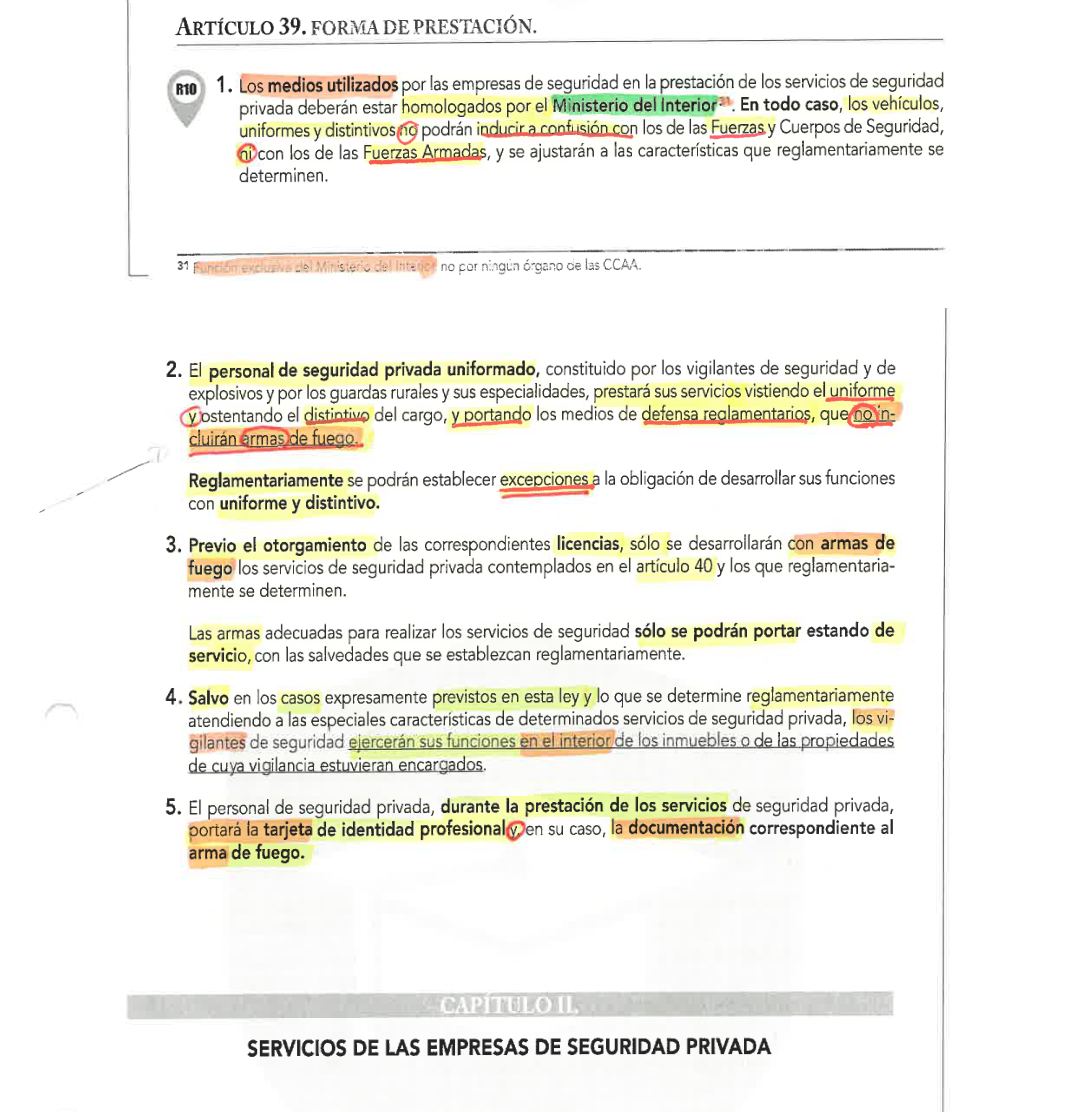 ARTÍCULO 39. FORMA DE PRESTACIÓN.
R10
1. Los medios utilizados por las empresas de seguridad en la prestación de los servicios de seguridad
privada deberán estar homologados por el Ministerio del Interior31. En todo caso, los vehículos,
uniformes y distintivos no podrán inducir a confusión con los de las Fuerzas y Cuerpos de Seguridad,
ni con los de las Fuerzas Armadas, y se ajustarán a las características que reglamentariamente se
determinen.
31 Función exclusiva del Ministerio del Interior no por ningún órgano de las CCAA.
2. El personal de seguridad privada uniformado, constituido por los vigilantes de seguridad y de
explosivos y por los guardas rurales y sus especialidades, prestará sus servicios vistiendo el uniforme
y ostentando el distintivo del cargo, y portando los medios de defensa reglamentarios, que no in-
cluirán armas de fuego.
Reglamentariamente se podrán establecer excepciones a la obligación de desarrollar sus funciones
con uniforme y distintivo.
3. Previo el otorgamiento de las correspondientes licencias, sólo se desarrollarán con armas de
fuego los servicios de seguridad privada contemplados en el artículo 40 y los que reglamentaria-
mente se determinen.
Las armas adecuadas para realizar los servicios de seguridad sólo se podrán portar estando de
servicio, con las salvedades que se establezcan reglamentariamente.
4. Salvo en los casos expresamente previstos en esta ley y lo que se determine reglamentariamente
atendiendo a las especiales características de determinados servicios de seguridad privada, los vi-
gilantes de seguridad ejercerán sus funciones en el interior de los inmuebles o de las propiedades
de cuya vigilancia estuvieran encargados.
5. El personal de seguridad privada, durante la prestación de los servicios de seguridad privada,
portará la tarjeta de identidad profesional y, en su caso, la documentación correspondiente al
arma de fuego.
CAPÍTULO II.
SERVICIOS DE LAS EMPRESAS DE SEGURIDAD PRIVADA